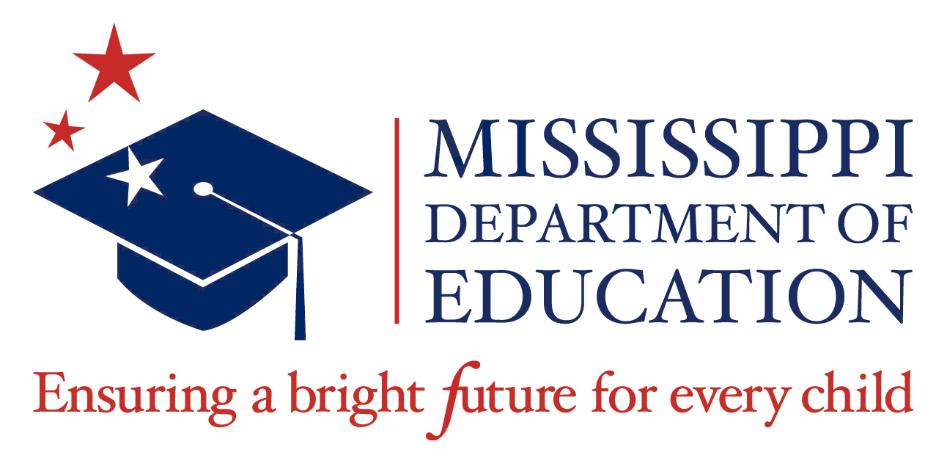 MISSISSIPPI
DEPARTMENT OF
EDUCATION
Ensuring a bright future for every child